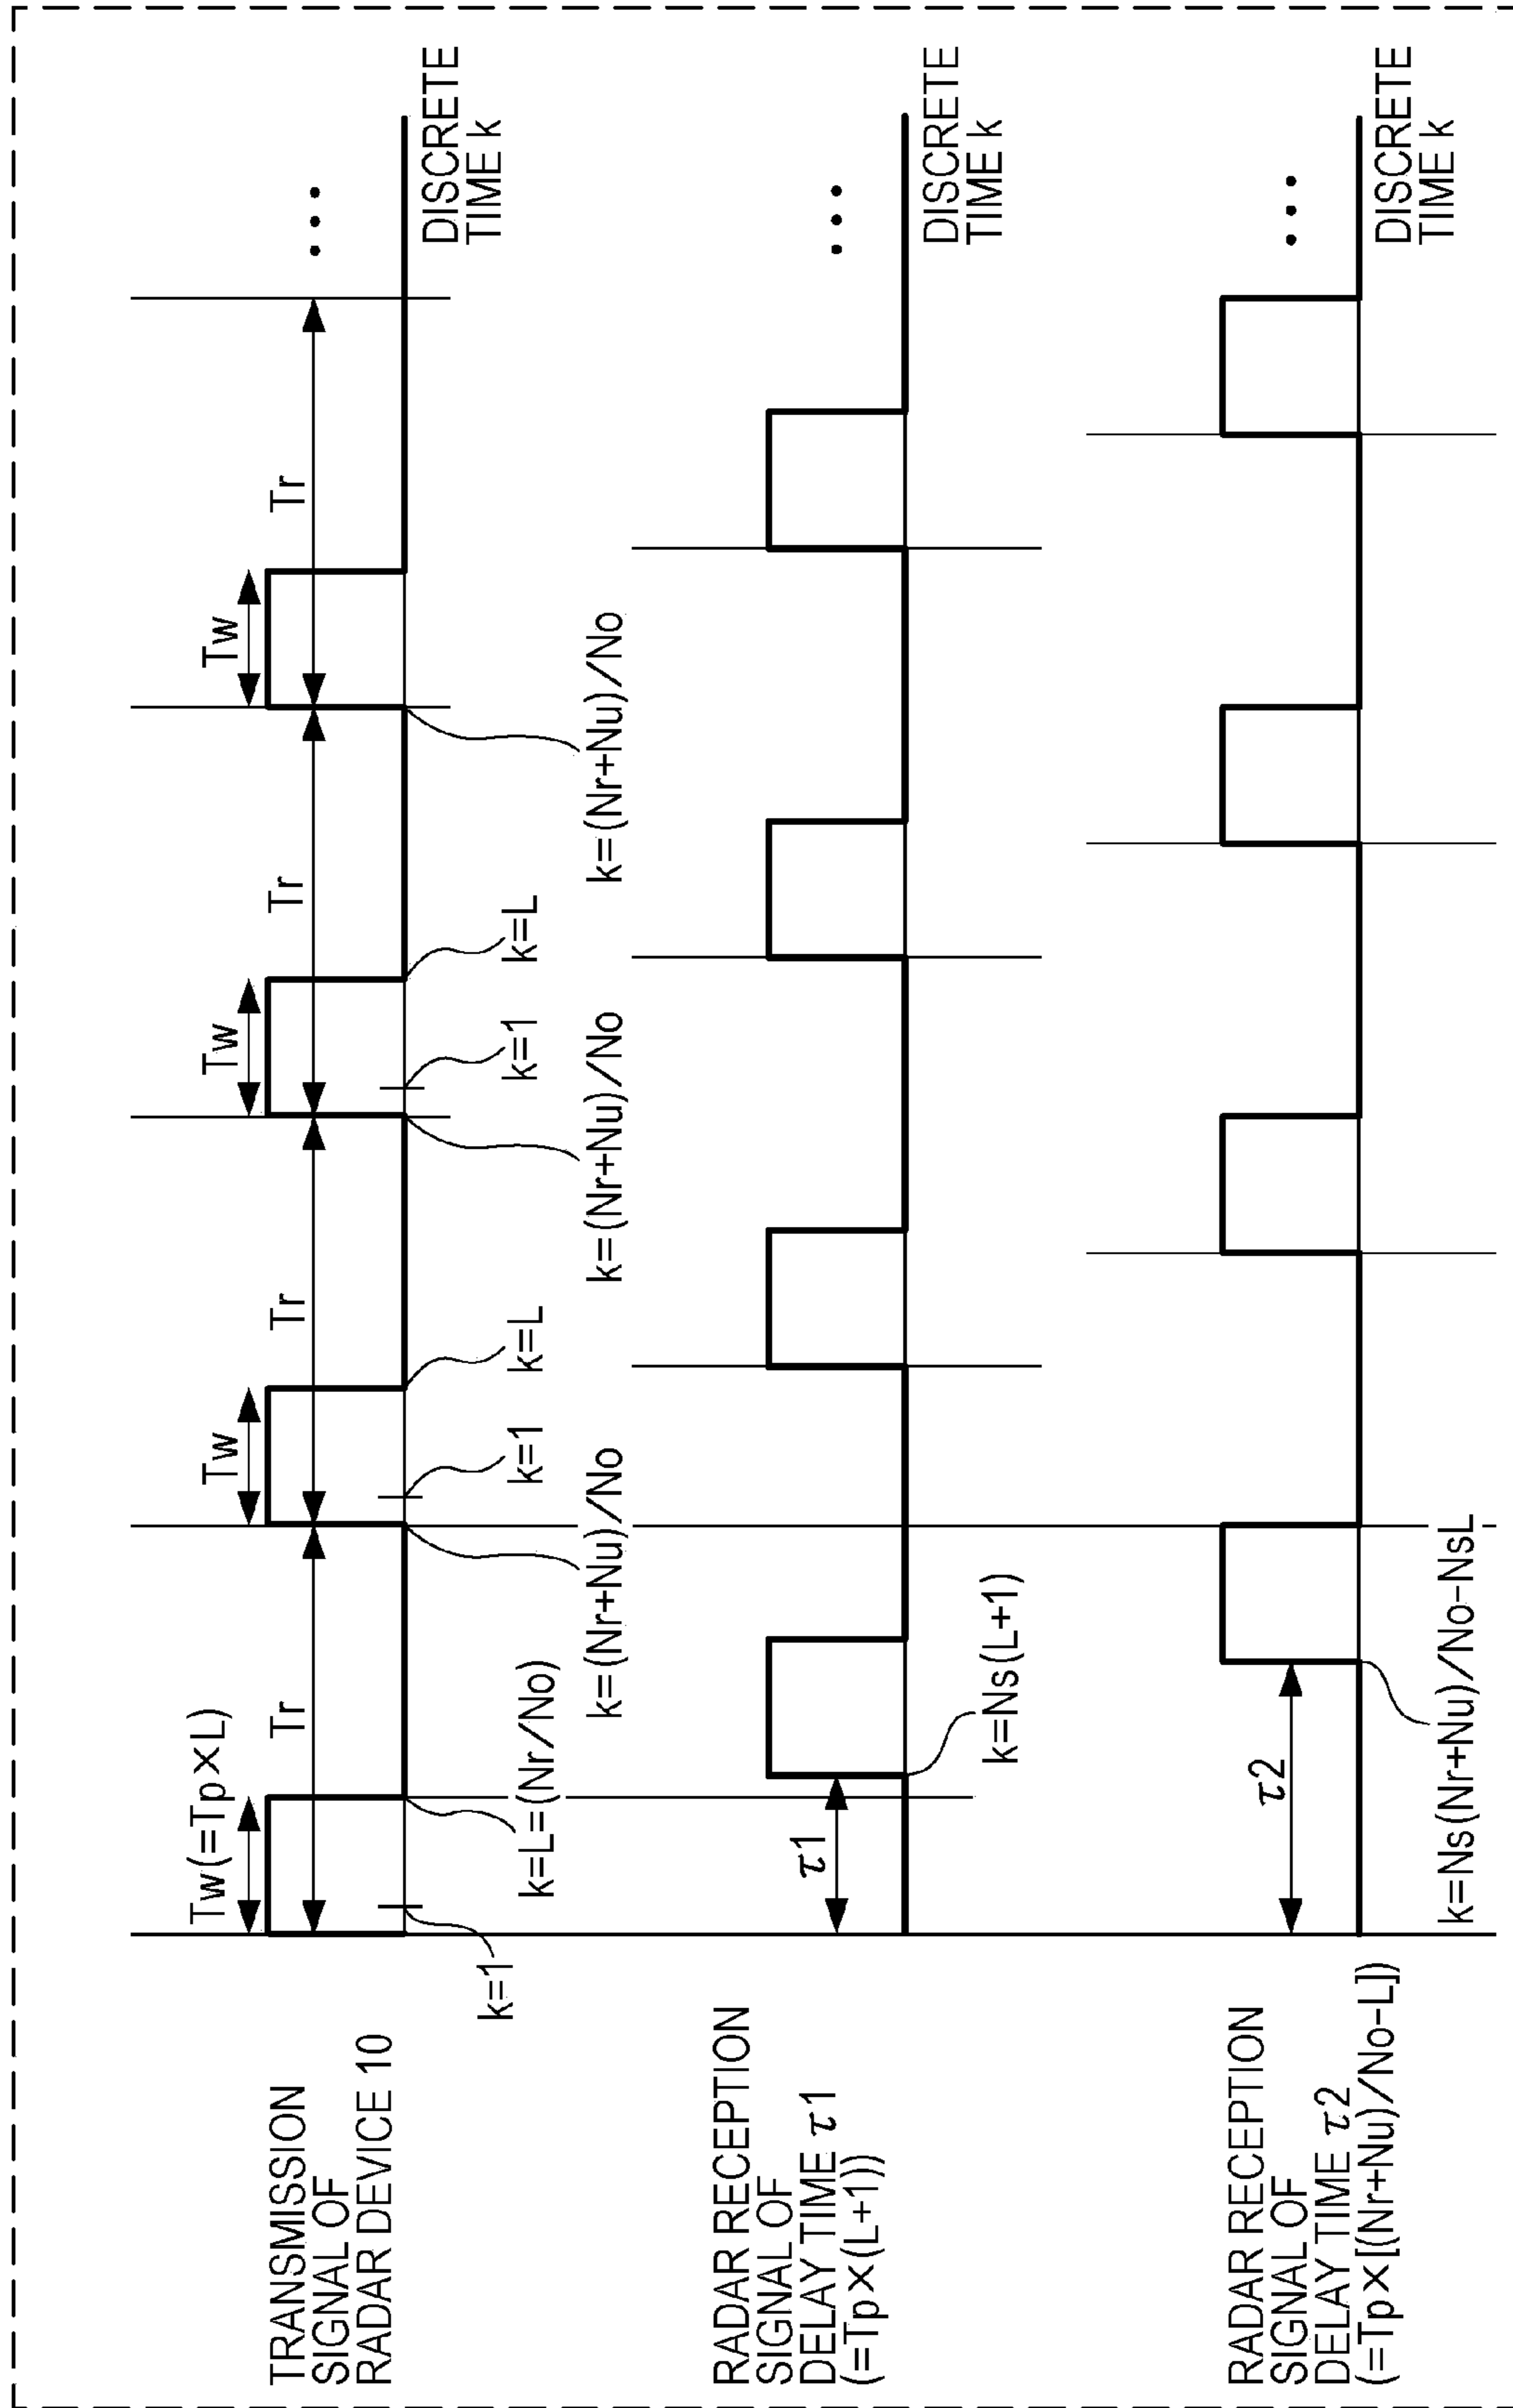 TRANSMISSION
SIGNAL OF
RADAR DEVICE 10
Tw(=Tp×L)
Tr
Tw
Tr
Tw
Tr
Tw
Tr
...
k=1
k=L=(Nr/No)
k=(Nr+Nu)/No
k=1
k=L
k=(Nr+Nu)/No
k=1
k=L
k=(Nr+Nu)/No
DISCRETE
TIME k
RADAR RECEPTION
SIGNAL OF
DELAY TIME τ1
(=Tp×(L+1))
τ1
k=Ns(L+1)
...
DISCRETE
TIME k
RADAR RECEPTION
SIGNAL OF
DELAY TIME τ2
(=Tp×[(Nr+Nu)/No-L])
τ2
k=Ns(Nr+Nu)/No-NsL
...
DISCRETE
TIME k